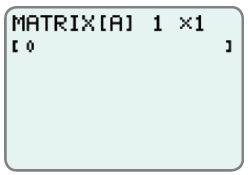 MATRIX[A] 1 ×1
[ 0 ]